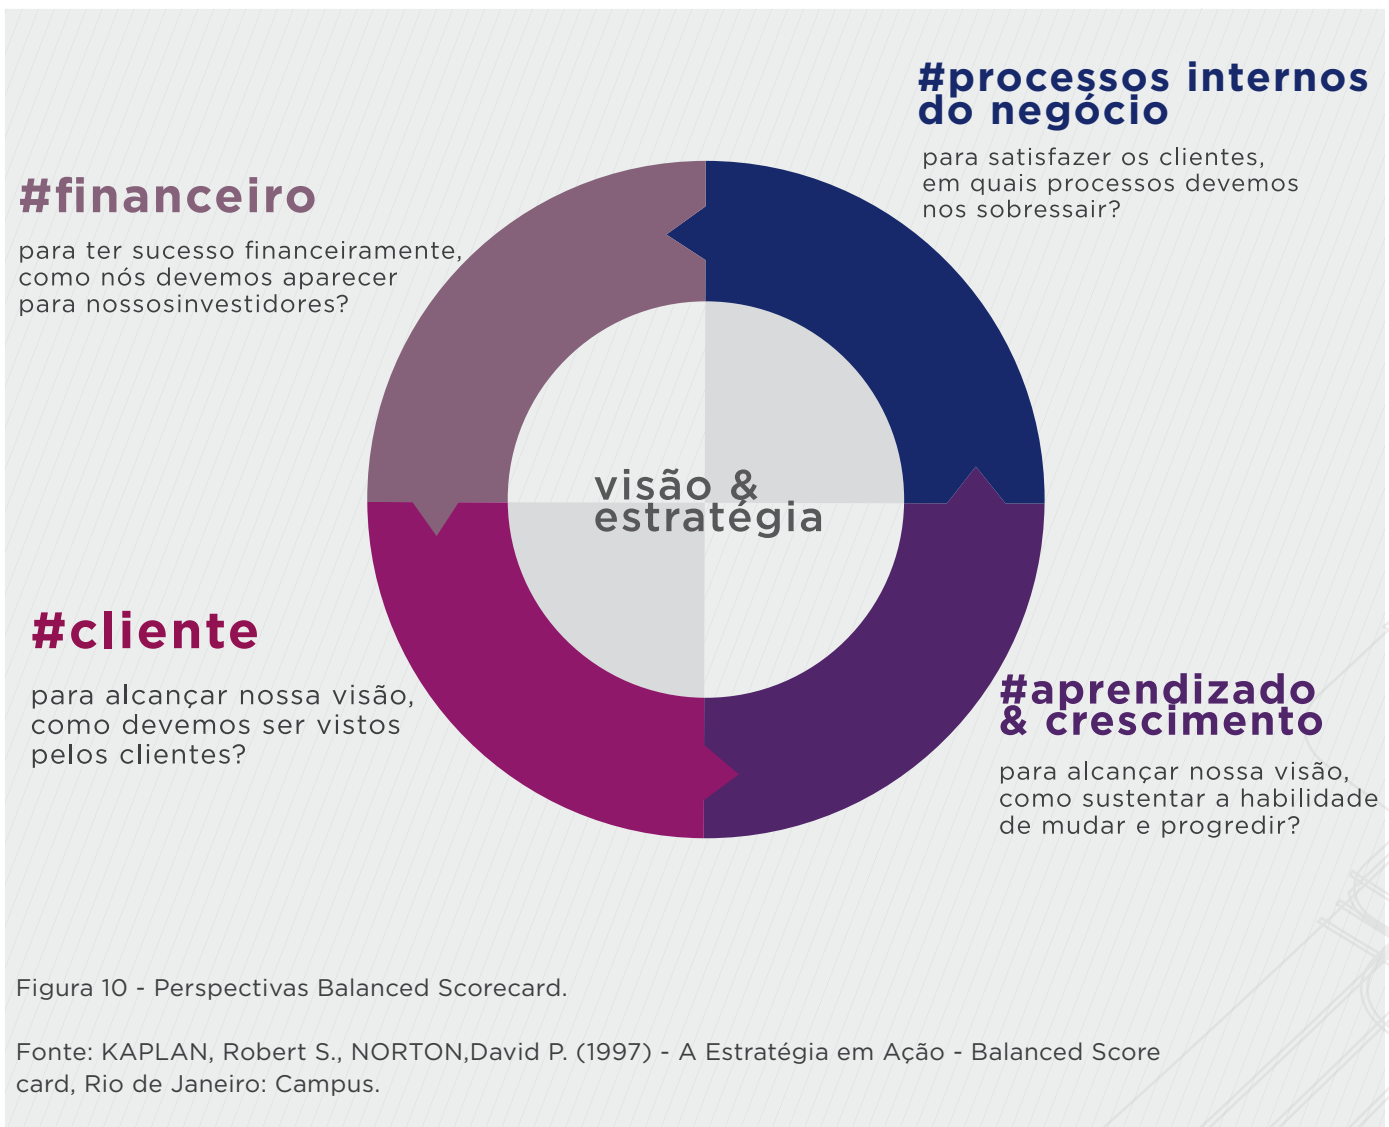 #processos internos
do negócio
para satisfazer os clientes,
em quais processos devemos
nos sobressair?
#financeiro
para ter sucesso financeiramente,
como nós devemos aparecer
para nossosinvestidores?
visão &
estratégia
#cliente
para alcançar nossa visão,
como devemos ser vistos
pelos clientes?
#aprendizado
& crescimento
para alcançar nossa visão,
como sustentar a habilidade
de mudar e progredir?
Figura 10 - Perspectivas Balanced Scorecard.
Fonte: KAPLAN, Robert S., NORTON,David P. (1997) - A Estratégia em Ação - Balanced Score
card, Rio de Janeiro: Campus.